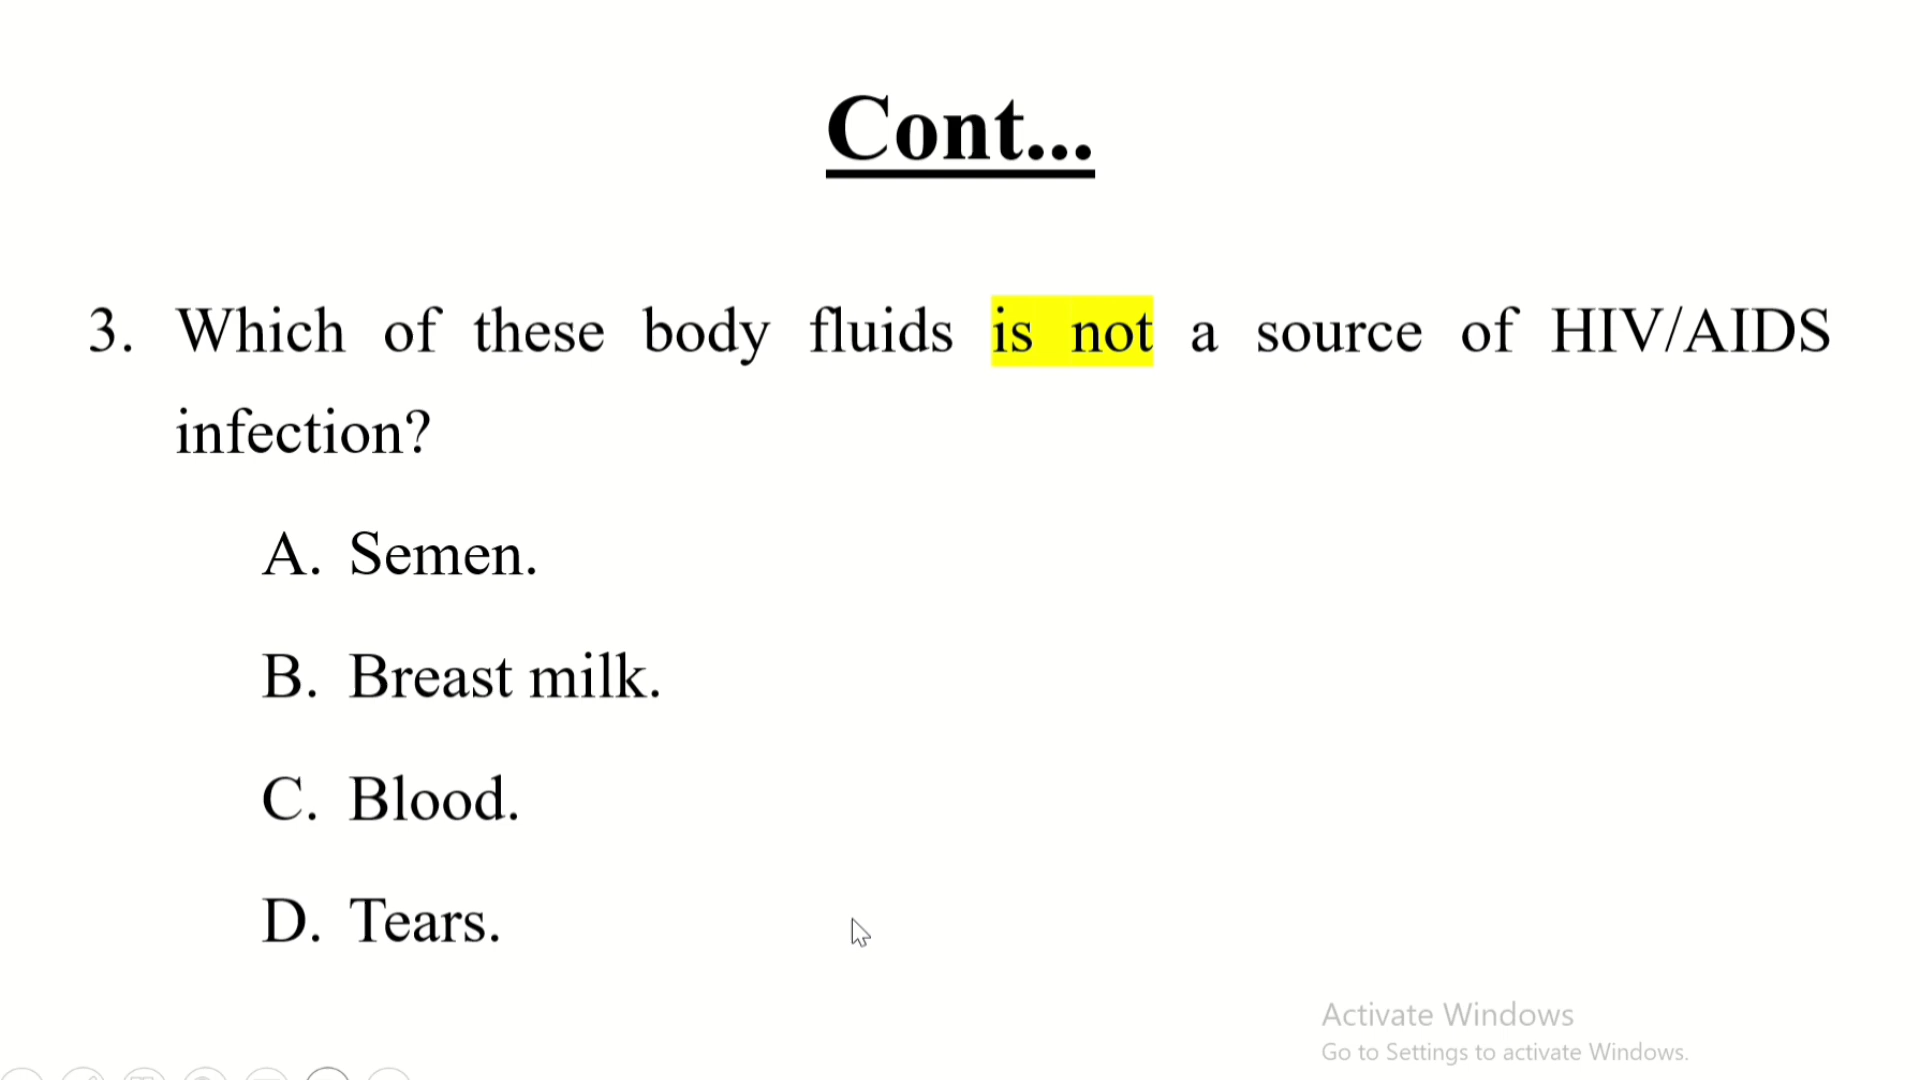 Cont...
3. Which of these body fluids is not a source of HIV/AIDS
infection?
A. Semen.
B. Breast milk.
C. Blood.
D. Tears.
Activate Windows
Go to Settings to activate Windows.